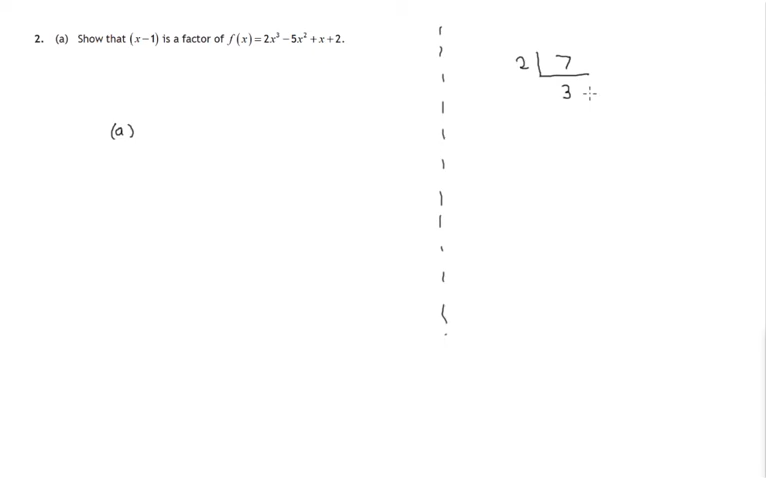 2. (a) Show that (x−1) is a factor of f(x)=2x³−5x²+x+2.
(a)
2 7
3